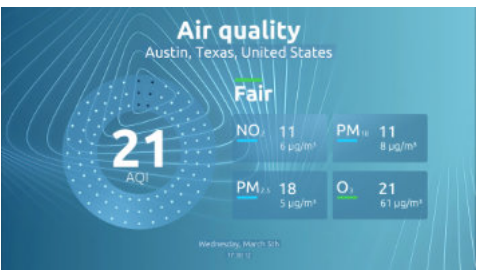 Air quality
Austin, Texas, United States
Fair
21
AQI
NO₂ 11
6 µg/m³
PM₁₀ 11
8 µg/m³
PM₂.₅ 18
5 µg/m³
O₃ 21
61 µg/m³
Wednesday, March 5th